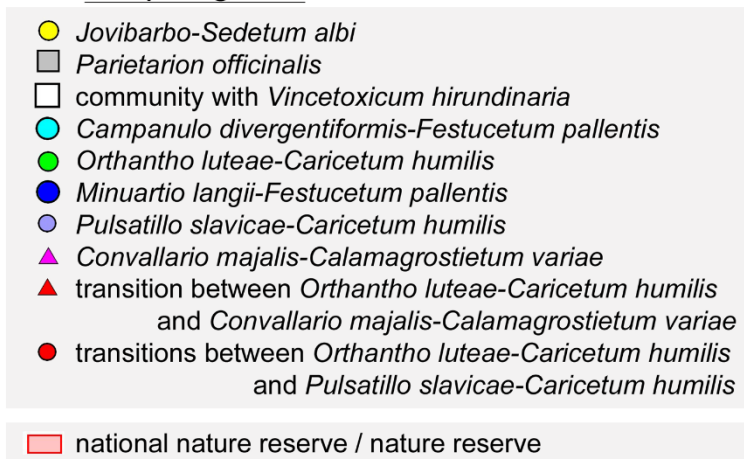 Jovibarbo-Sedetum albi
Parietarion officinalis
community with Vincetoxicum hirundinaria
Campanulo divergentiformis-Festucetum pallentis
Orthantho luteae-Caricetum humilis
Minuartio langii-Festucetum pallentis
Pulsatillo slavicae-Caricetum humilis
Convallario majalis-Calamagrostietum variae
transition between Orthantho luteae-Caricetum humilis
and Convallario majalis-Calamagrostietum variae
transitions between Orthantho luteae-Caricetum humilis
and Pulsatillo slavicae-Caricetum humilis
national nature reserve / nature reserve